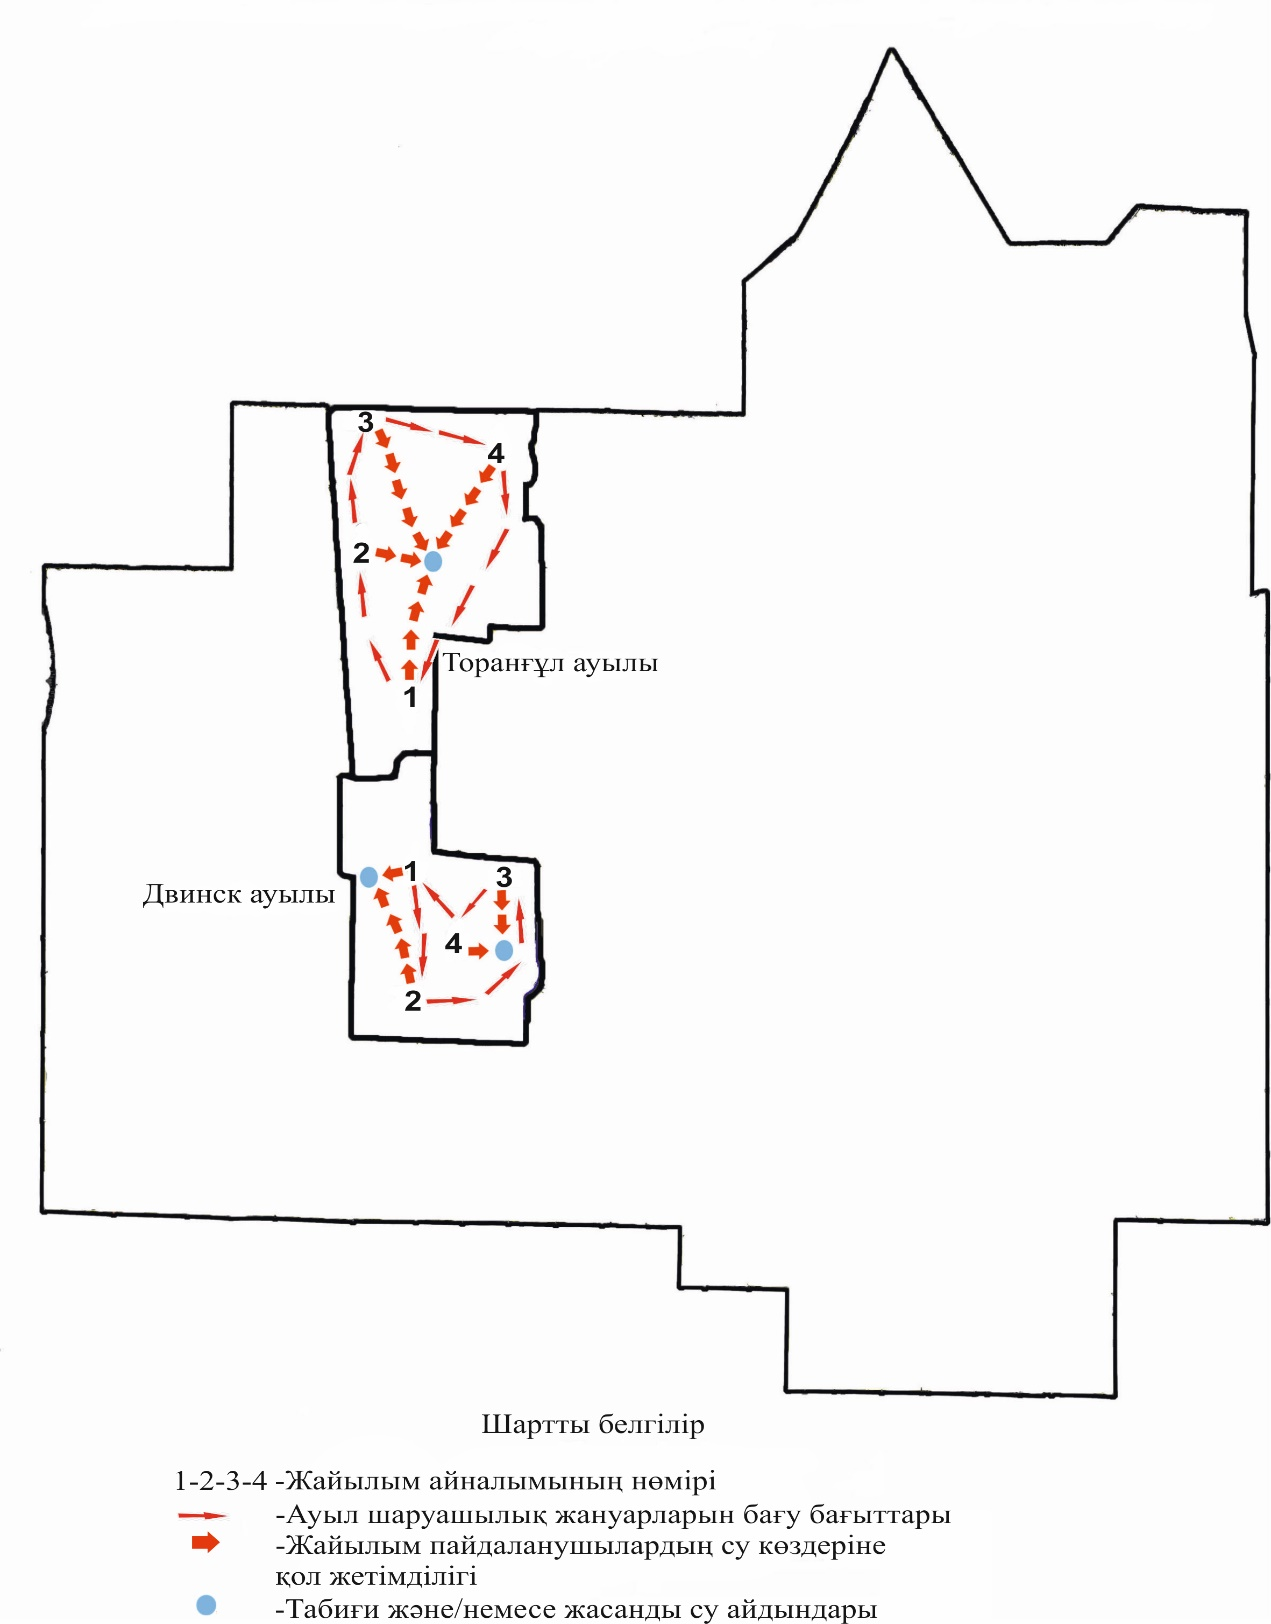 3
4
2
Торанғұл ауылы
1
1
3
Двинск ауылы
4
2
Шартты белгілір
1-2-3-4 -Жайылым айналымының нөмірі
-Ауыл шаруашылық жануарларын бағу бағыттары
-Жайылым пайдаланушылардың су көздеріне
қол жетімділігі
-Табиғи және/немесе жасанды су айдындары